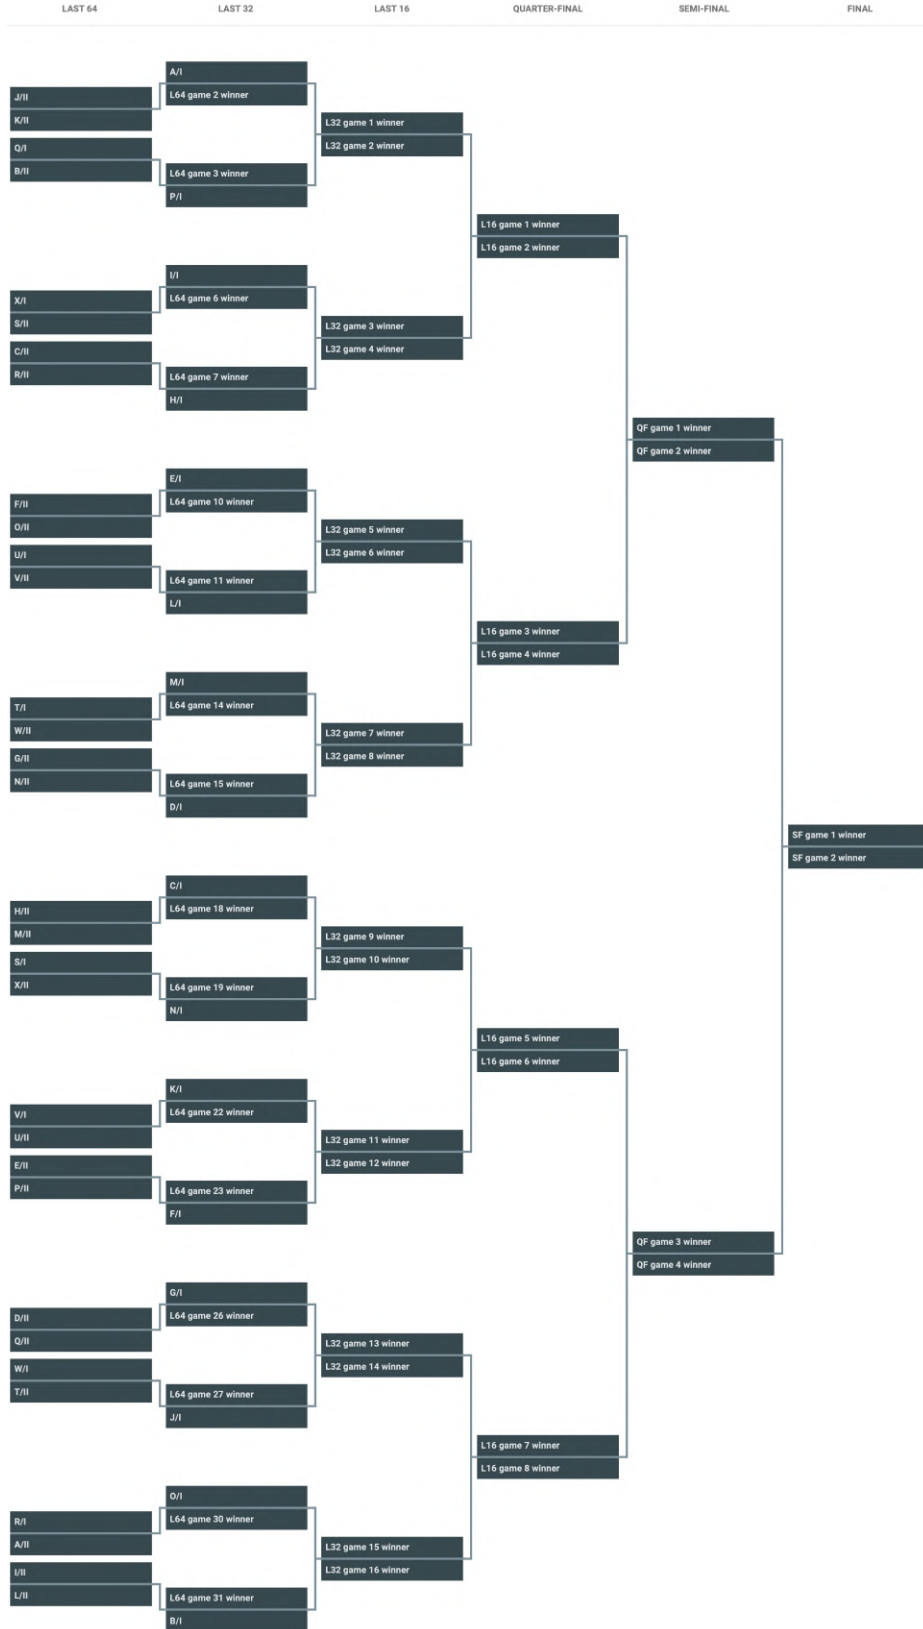 LAST 64
LAST 32
LAST 16
QUARTER-FINAL
SEMI-FINAL
FINAL
J/II
K/II
Q/I
B/II
X/I
S/II
C/II
R/II
F/II
O/II
U/I
V/II
T/I
W/II
G/II
N/II
H/II
M/II
S/I
X/II
V/I
U/II
E/II
P/II
D/II
Q/II
W/I
T/II
R/I
A/II
I/II
L/II
A/I
L64 game 2 winner
L64 game 3 winner
P/I
I/I
L64 game 6 winner
L64 game 7 winner
H/I
E/I
L64 game 10 winner
L64 game 11 winner
L/I
M/I
L64 game 14 winner
L64 game 15 winner
D/I
C/I
L64 game 18 winner
L64 game 19 winner
N/I
K/I
L64 game 22 winner
L64 game 23 winner
F/I
G/I
L64 game 26 winner
L64 game 27 winner
J/I
O/I
L64 game 30 winner
L64 game 31 winner
B/I
L32 game 1 winner
L32 game 2 winner
L32 game 3 winner
L32 game 4 winner
L32 game 5 winner
L32 game 6 winner
L32 game 7 winner
L32 game 8 winner
L32 game 9 winner
L32 game 10 winner
L32 game 11 winner
L32 game 12 winner
L32 game 13 winner
L32 game 14 winner
L32 game 15 winner
L32 game 16 winner
L16 game 1 winner
L16 game 2 winner
L16 game 3 winner
L16 game 4 winner
L16 game 5 winner
L16 game 6 winner
L16 game 7 winner
L16 game 8 winner
QF game 1 winner
QF game 2 winner
QF game 3 winner
QF game 4 winner
SF game 1 winner
SF game 2 winner